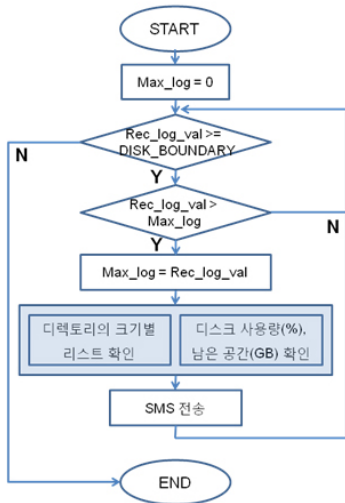 START
Max_log = 0
Rec_log_val >=
DISK_BOUNDARY
N
Y
Rec_log_val >
Max_log
N
Y
Max_log = Rec_log_val
디렉토리의 크기별
리스트 확인
디스크 사용량(%),
남은 공간(GB) 확인
SMS 전송
END